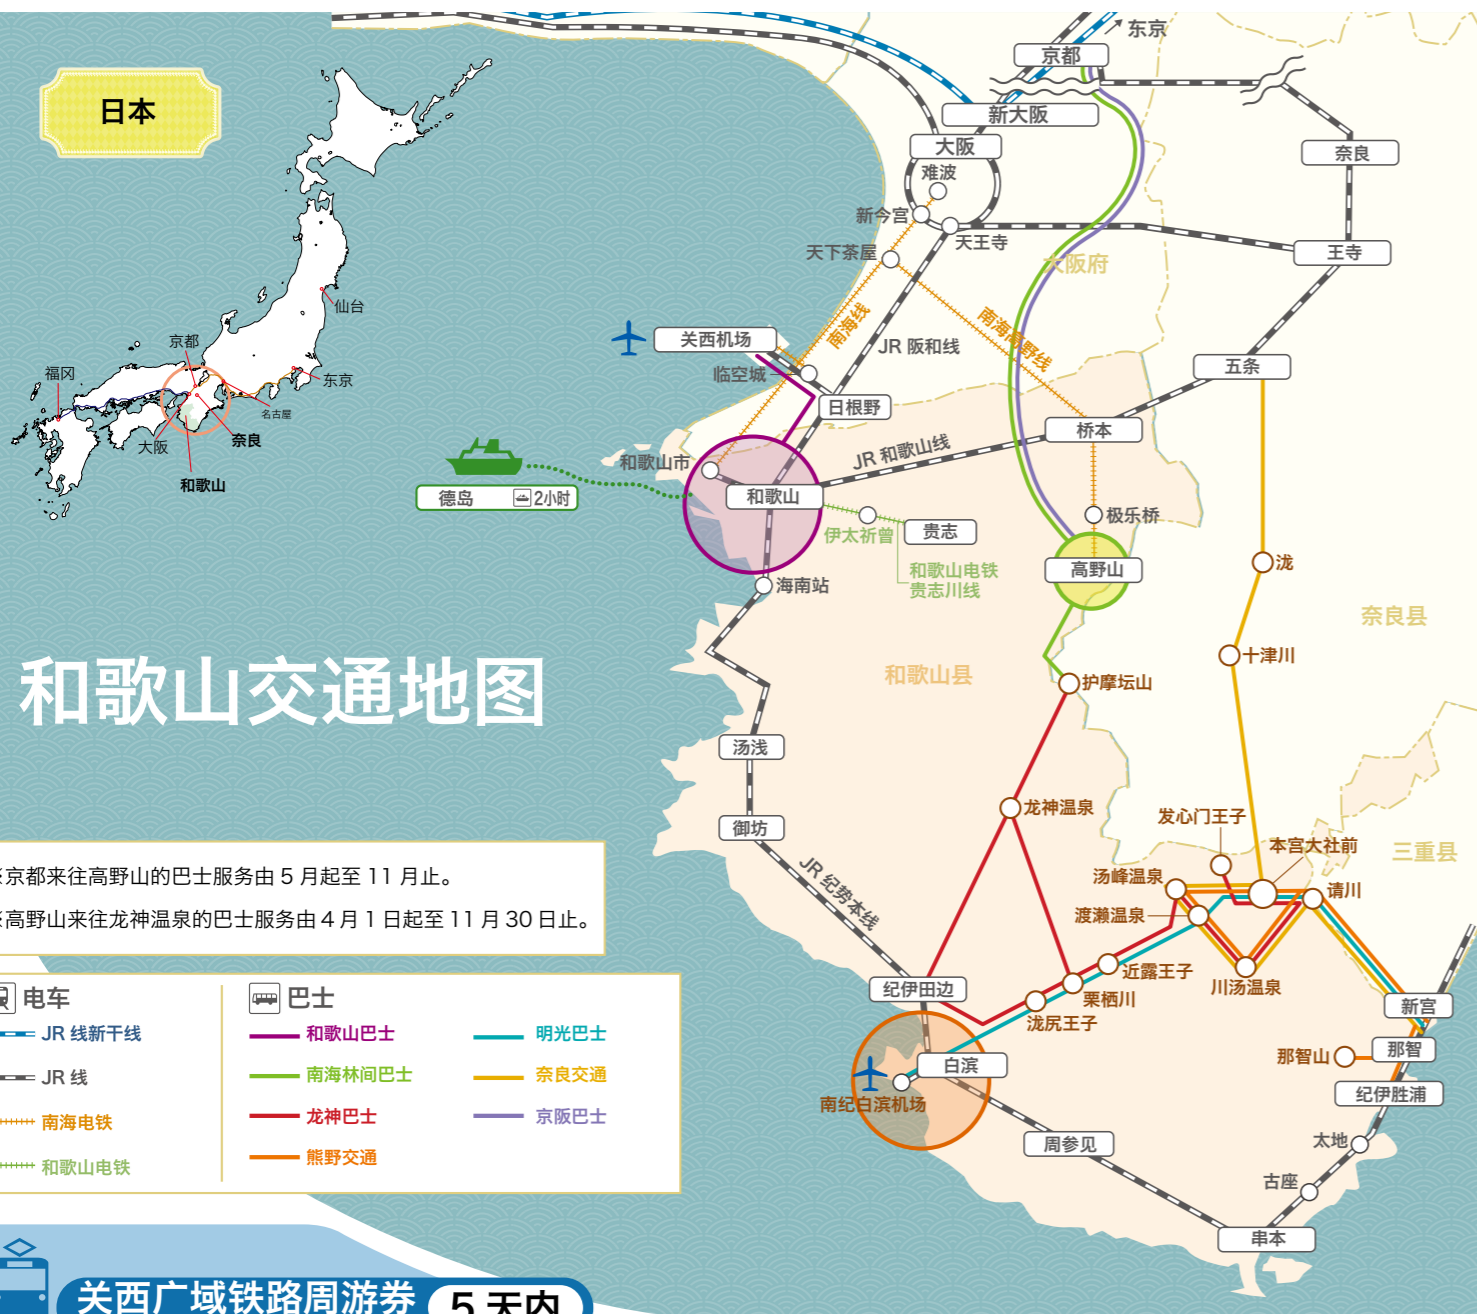 日本
仙台
京都
福冈
东京
名古屋
大阪
奈良
和歌山
东京
京都
新大阪
大阪
难波
奈良
新今宫
天王寺
天下茶屋
王寺
大阪府
南海线
南海高野线
关西机场
JR 阪和线
临空城
五条
日根野
桥本
JR 和歌山线
和歌山市
和歌山
德岛
2小时
伊太祈曾
贵志
极乐桥
和歌山电铁
贵志川线
高野山
泷
海南站
奈良县
十津川
和歌山县
护摩坛山
和歌山交通地图
汤浅
龙神温泉
御坊
发心门王子
本宫大社前
三重县
汤峰温泉
请川
渡濑温泉
JR 纪势本线
京都来往高野山的巴士服务由 5 月起至 11 月止。
高野山来往龙神温泉的巴士服务由 4 月 1 日起至 11 月 30 日止。
近露王子
川汤温泉
纪伊田边
栗栖川
泷尻王子
新宫
那智山
那智
白滨
南纪白滨机场
纪伊胜浦
周参见
太地
古座
串本
电车
JR 线新干线
JR 线
南海电铁
和歌山电铁
巴士
和歌山巴士
明光巴士
南海林间巴士
奈良交通
龙神巴士
京阪巴士
熊野交通
关西广域铁路周游券
5 天内